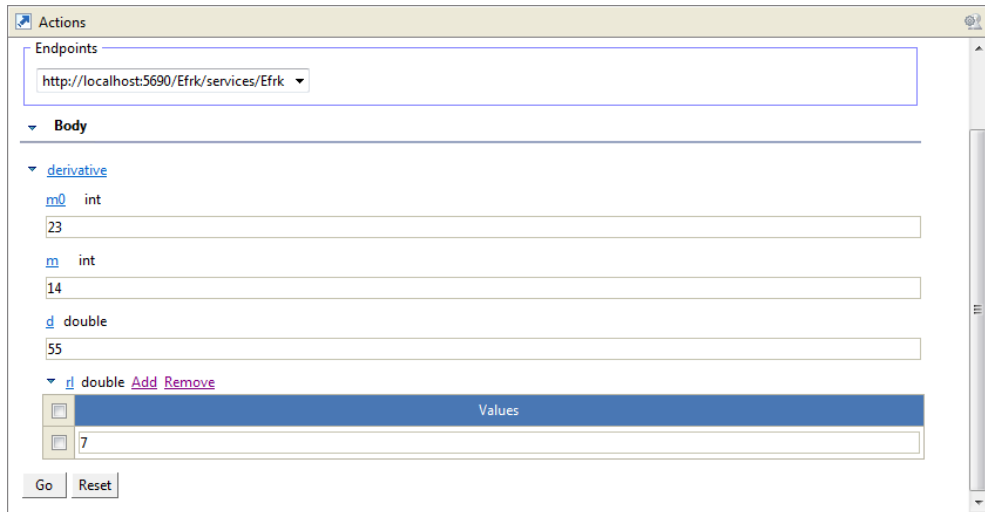 Actions
Endpoints
http://localhost:5690/Efrk/services/Efrk
Body
derivative
m0 int
23
m int
14
d double
55
rl double Add Remove
Values
7
Go Reset